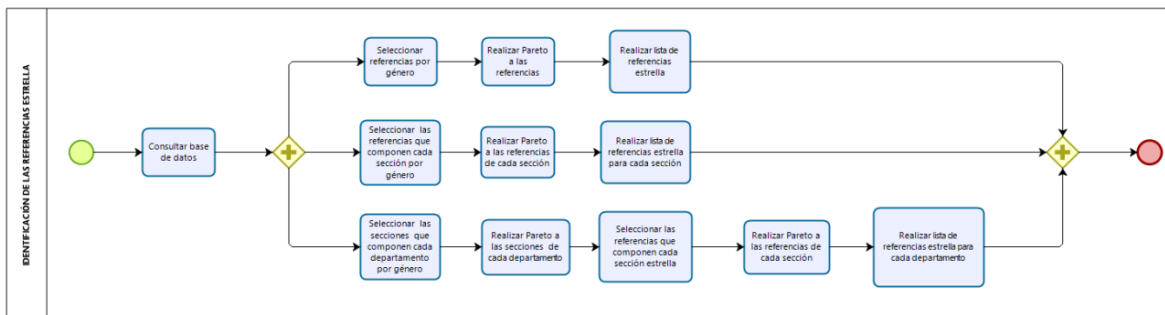 IDENTIFICACIÓN DE LAS REFERENCIAS ESTRELLA
Consultar base
de datos
Seleccionar
referencias por
género
Realizar Pareto
a las
referencias
Realizar lista de
referencias
estrella
Seleccionar las
referencias que
componen cada
sección por
género
Realizar Pareto
a las referencias
de cada sección
Realizar lista de
referencias estrella
para cada sección
Seleccionar las
secciones que
componen cada
departamento
por género
Realizar Pareto a
las secciones de
cada departamento
Seleccionar las
referencias que
componen cada
sección estrella
Realizar Pareto a
las referencias de
cada sección
Realizar lista de
referencias estrella para
cada departamento